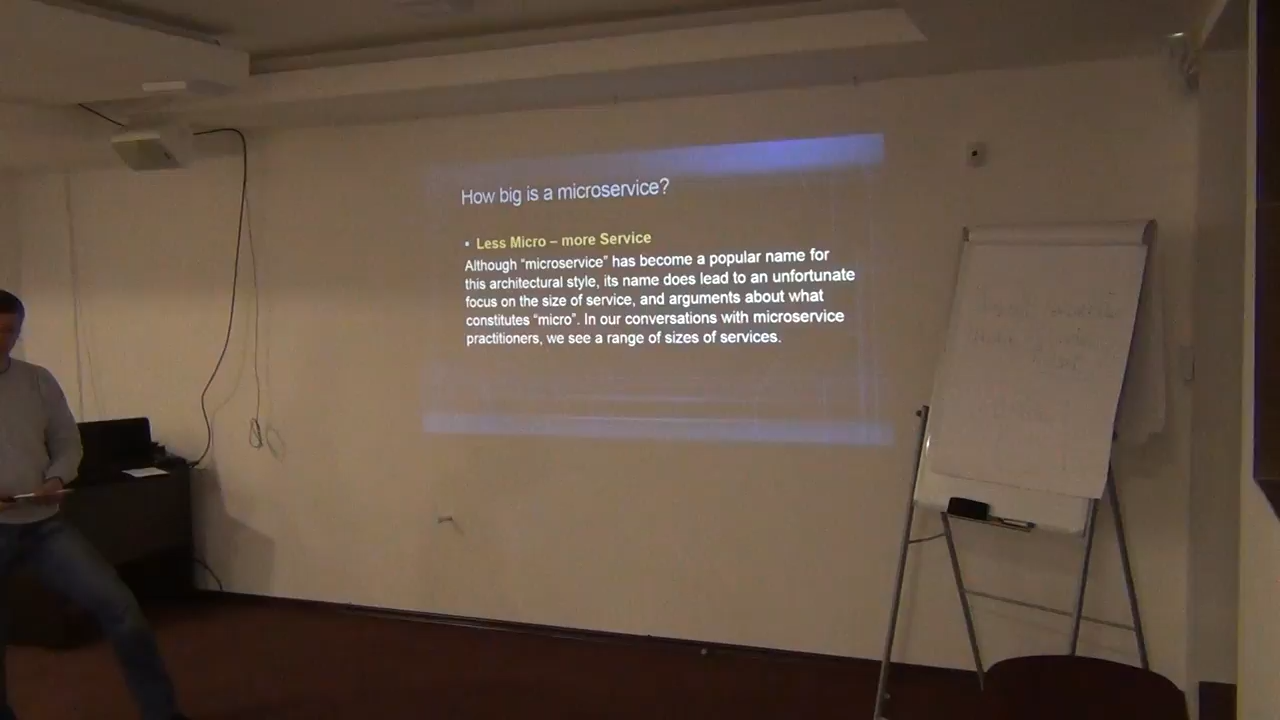 How big is a microservice?
▪ Less Micro – more Service
Although “microservice” has become a popular name for
this architectural style, its name does lead to an unfortunate
focus on the size of service, and arguments about what
constitutes “micro”. In our conversations with microservice
practitioners, we see a range of sizes of services.